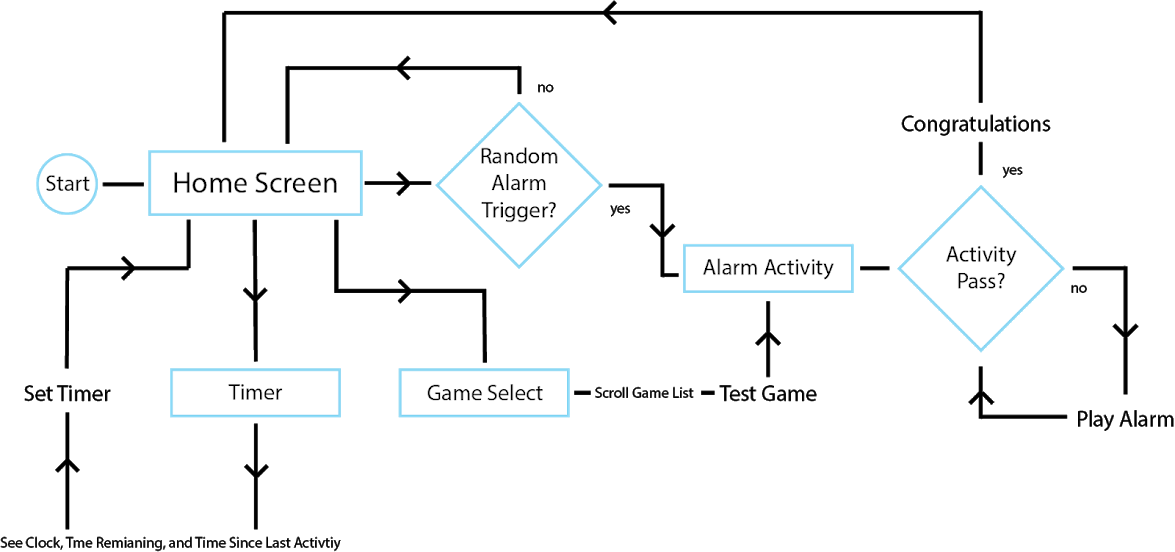 no
Congratulations
yes
Start
Home Screen
Random
Alarm
Trigger?
yes
Alarm Activity
Activity
Pass?
no
Set Timer
Timer
Game Select
Scroll Game List
Test Game
Play Alarm
See Clock, Tme Remianing, and Time Since Last Activtiy